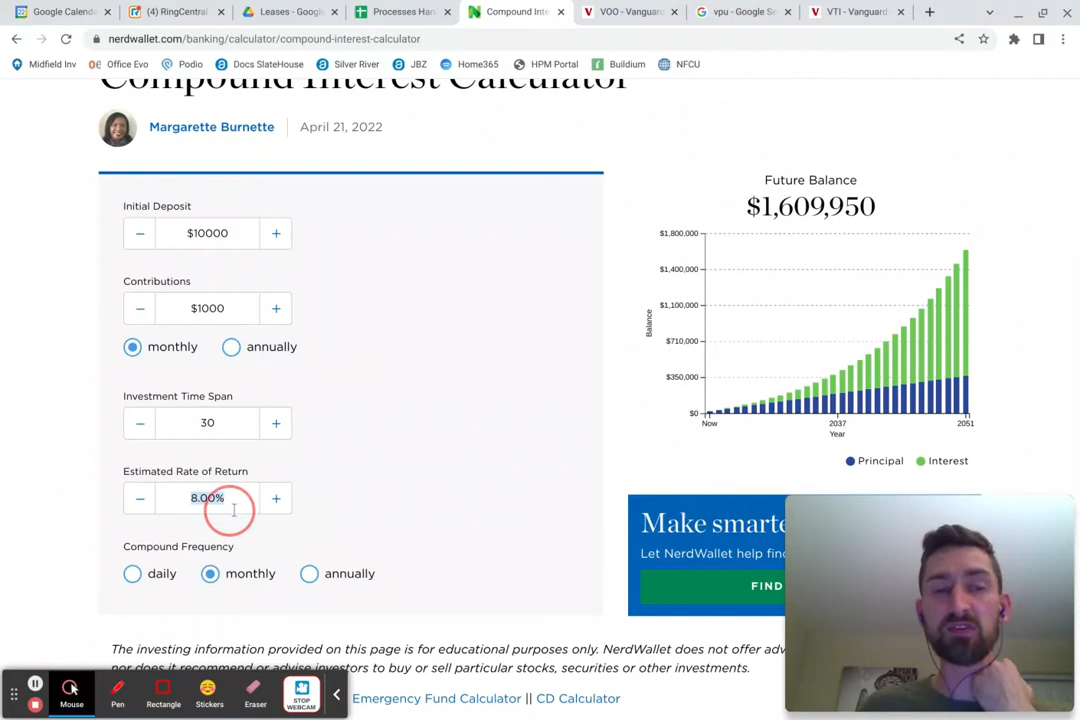 Google Calenda
(4) RingCentral
Leases - Google
Processes Han
Compound Inte
VOO - Vanguar
vpu - Google Se
VTI - Vanguard
nerdwallet.com/banking/calculator/compound-interest-calculator
Midfield Inv
Office Evo
Podio
Docs SlateHouse
Silver River
JBZ
Home365
HPM Portal
Buildium
NFCU
Compound Interest Calculator
Margarette Burnette
April 21, 2022
Initial Deposit
− $10000 +
Contributions
− $1000 +
monthly
annually
Investment Time Span
− 30 +
Estimated Rate of Return
− 8.00% +
Compound Frequency
daily
monthly
annually
Future Balance
$1,609,950
$1,800,000
$1,400,000
$1,100,000
$710,000
$350,000
$0
Balance
Now
2037
2051
Year
Principal
Interest
Make smarte
Let NerdWallet help find
FIND
The investing information provided on this page is for educational purposes only. NerdWallet does not offer adv
nor does it recommend or advise investors to buy or sell particular stocks, securities or other investments.
Emergency Fund Calculator || CD Calculator
Mouse
Pen
Rectangle
Stickers
Eraser
STOP
WEBCAM